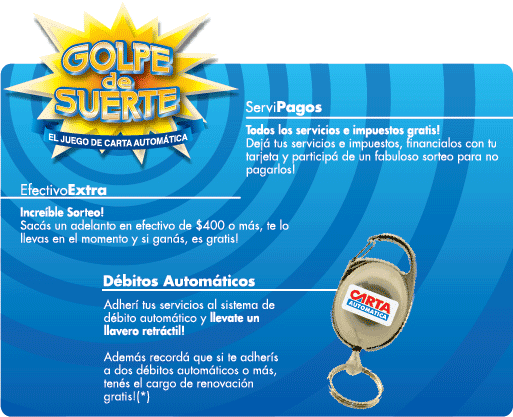 GOLPE
de
SUERTE
EL JUEGO DE CARTA AUTOMÁTICA
ServiPagos
Todos los servicios e impuestos gratis!
Dejá tus servicios e impuestos, financialos con tu
tarjeta y participá de un fabuloso sorteo para no
pagarlos!
EfectivoExtra
Increíble Sorteo!
Sacás un adelanto en efectivo de $400 o más, te lo
llevas en el momento y si ganás, es gratis!
Débitos Automáticos
Adherí tus servicios al sistema de
débito automático y llevate un
llavero retráctil!
Además recordá que si te adherís
a dos débitos automáticos o más,
tenés el cargo de renovación
gratis!(*)
CARTA
AUTOMÁTICA